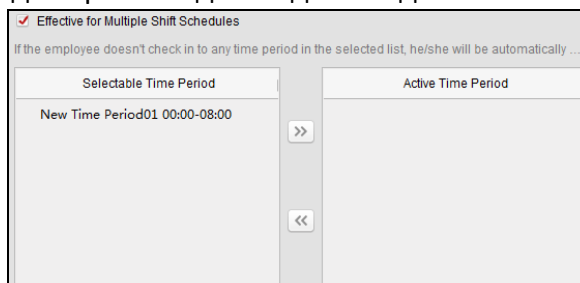 Effective for Multiple Shift Schedules
If the employee doesn't check in to any time period in the selected list, he/she will be automatically ...
Selectable Time Period
Active Time Period
New Time Period01 00:00-08:00
>>
<<